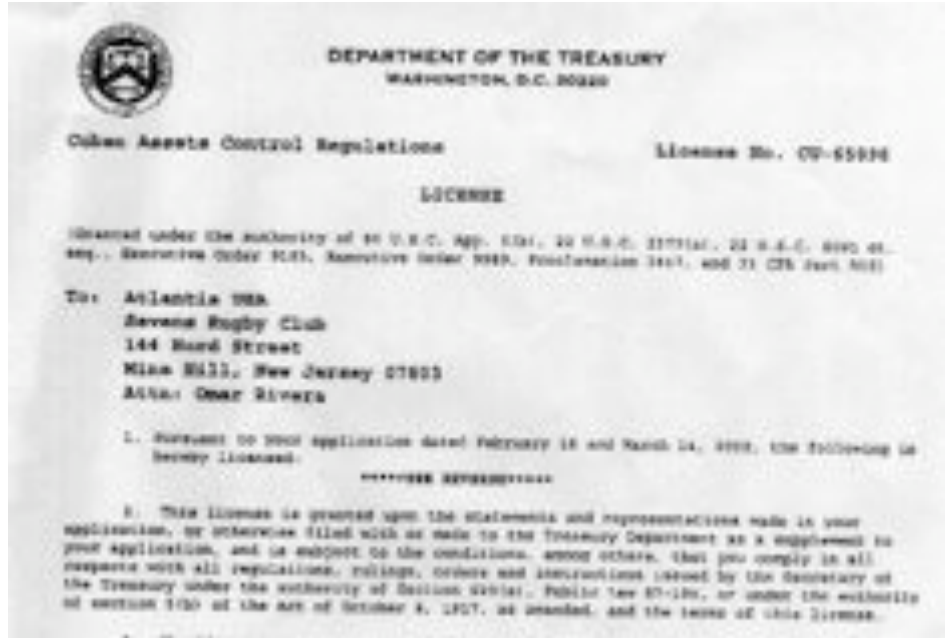 DEPARTMENT OF THE TREASURY
WASHINGTON, D.C. 20220
Cuban Assets Control Regulations
License No.
LICENSE
(Granted under the authority of 50 U.S.C. App. 5(b), 22 U.S.C. 2370(a), 22 U.S.C. 6001 et
seq., Executive Order 9193, Executive Order 9989, Proclamation 3447, and 31 CFR Part 515)
To: Atlantis USA
Sevens Rugby Club
144 Hurd Street
Mine Hill, New Jersey 07803
Attn: Omar Rivera
1. Pursuant to your application dated February 18 and March 14, the following is
hereby licensed:
*****SEE REVERSE*****
2. This license is granted upon the statements and representations made in your
application, or otherwise filed with or made to the Treasury Department as a supplement to
your application, and is subject to the conditions, among others, that you comply in all
respects with all regulations, rulings, orders and instructions issued by the Secretary of
the Treasury under the authority of Section 620(a), Public Law 87-195, or under the authority
of section 5(b) of the Act of October 6, 1917, as amended, and the terms of this license.